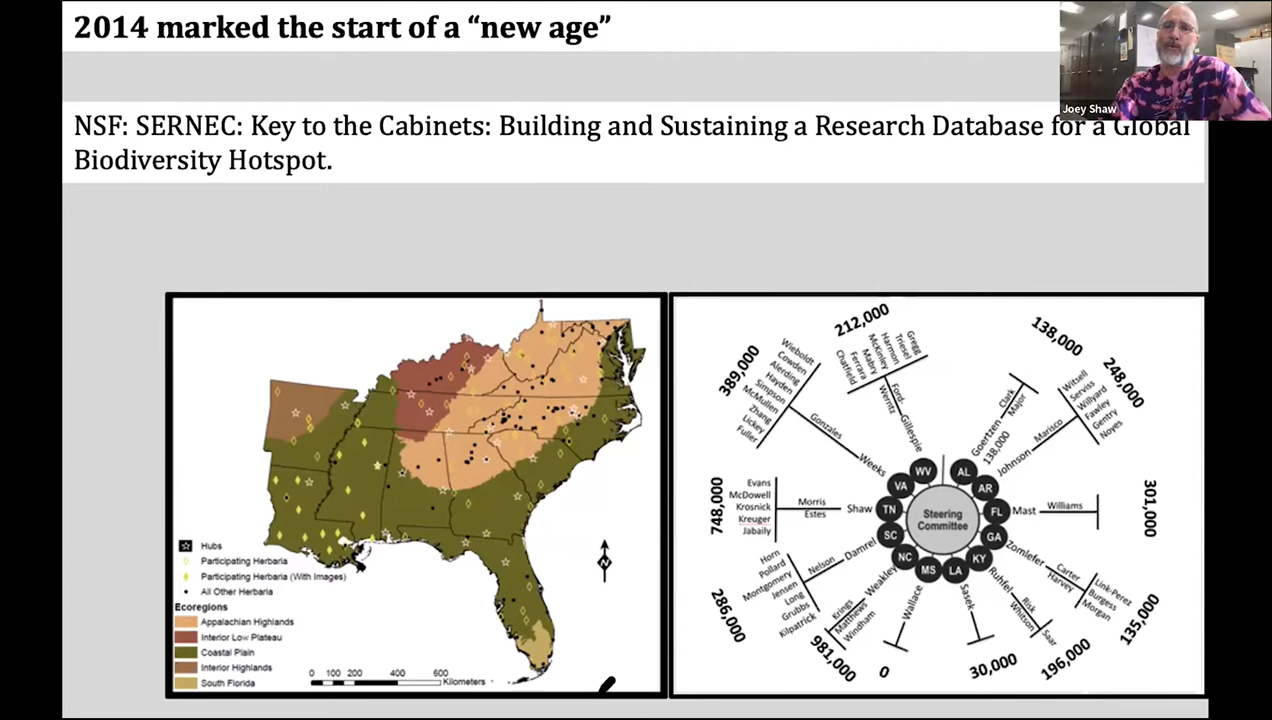 2014 marked the start of a “new age”
Joey Shaw
NSF: SERNEC: Key to the Cabinets: Building and Sustaining a Research Database for a Global
Biodiversity Hotspot.
Hubs
Participating Herbaria
Participating Herbaria (With Images)
All Other Herbaria
Ecoregions
Appalachian Highlands
Interior Low Plateau
Coastal Plain
Interior Highlands
South Florida
0 100 200 400 600
Kilometers
N
Steering
Committee
WV
AL
AR
FL
GA
KY
LA
MS
NC
SC
TN
VA
212,000
Gregg
Triesel
Harmon
McKinley
Mabry
Ferrara
Chatfield
Ford
Werntz
Gillespie
138,000
Clark
Major
Goertzen
138,000
248,000
Witsell
Serviss
Willyard
Fawley
Gentry
Noyes
Marisco
Johnson
301,000
Williams
Mast
135,000
Link-Perez
Burgess
Morgan
Carter
Harvey
Zomlefer
196,000
Saar
Risk
Whitson
Ruhfel
30,000
Sasek
0
Wallace
981,000
Krings
Matthews
Windham
Weakley
286,000
Horn
Pollard
Montgomery
Jensen
Long
Grubbs
Kilpatrick
Nelson
Damrel
748,000
Evans
McDowell
Krosnick
Kreuger
Jabaily
Morris
Estes
Shaw
389,000
Wieboldt
Cowden
Alerding
Hayden
Simpson
McMullen
Zhang
Lickey
Fuller
Gonzales
Weeks